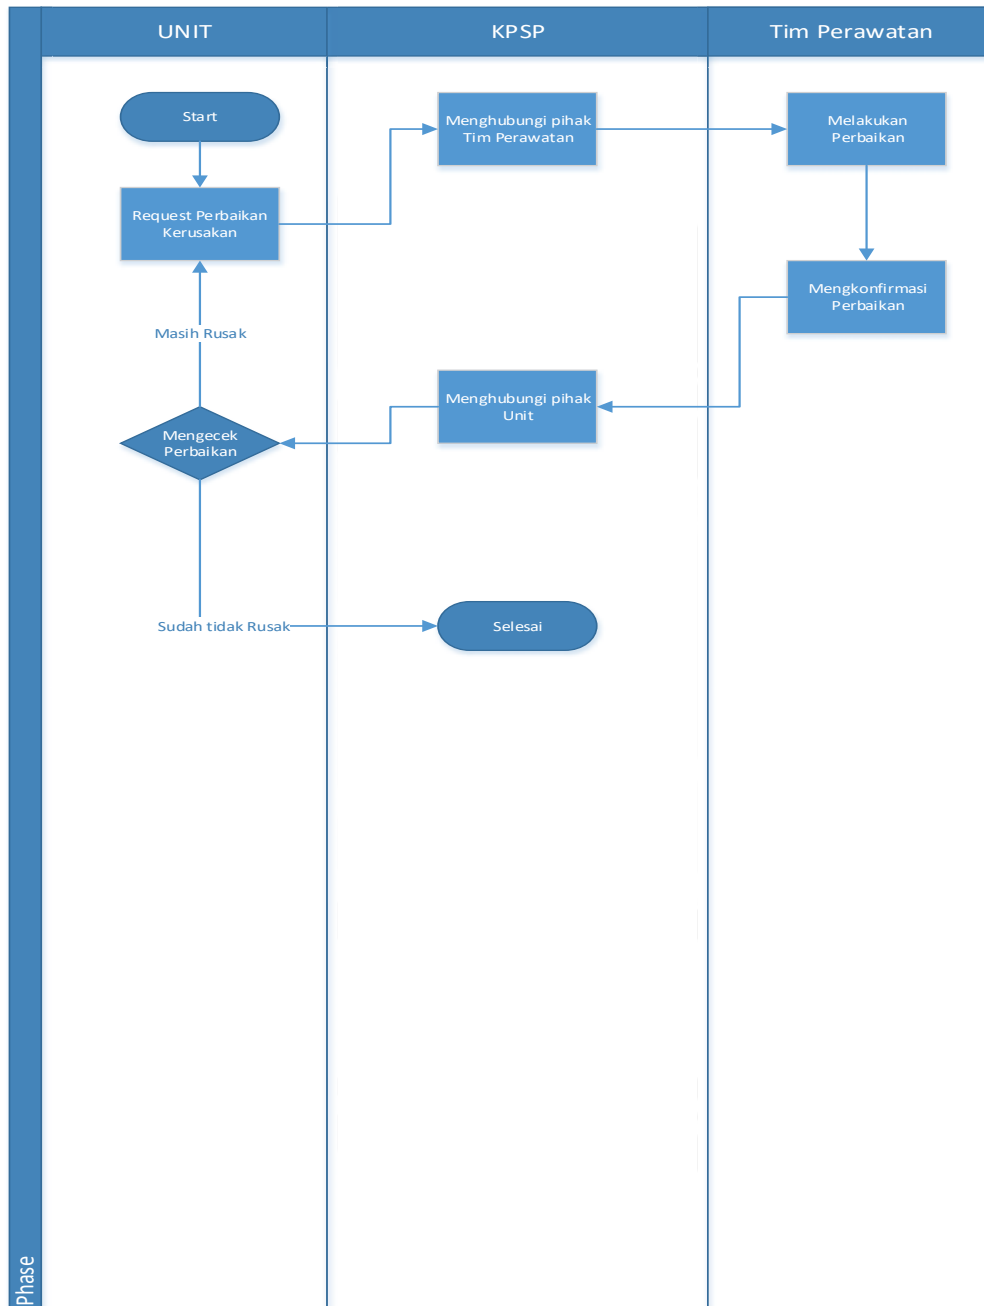 UNIT
KPSP
Tim Perawatan
Start
Menghubungi pihak
Tim Perawatan
Melakukan
Perbaikan
Request Perbaikan
Kerusakan
Mengkonfirmasi
Perbaikan
Masih Rusak
Menghubungi pihak
Unit
Mengecek
Perbaikan
Sudah tidak Rusak
Selesai
Phase